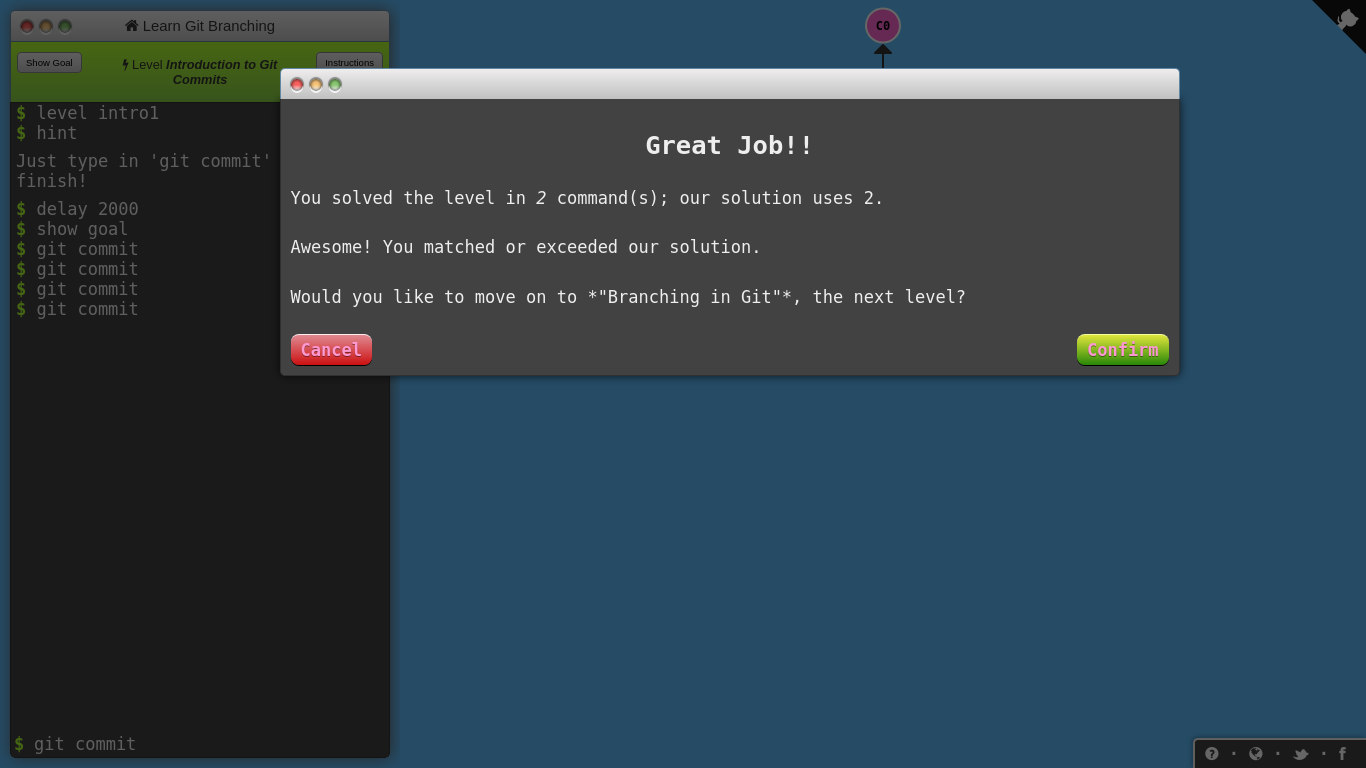 Learn Git Branching
Show Goal
Level Introduction to Git
Commits
Instructions
$ level intro1
$ hint
Just type in 'git commit'
finish!
$ delay 2000
$ show goal
$ git commit
$ git commit
$ git commit
$ git commit
$ git commit
C0
Great Job!!
You solved the level in 2 command(s); our solution uses 2.
Awesome! You matched or exceeded our solution.
Would you like to move on to *"Branching in Git"*, the next level?
Cancel
Confirm